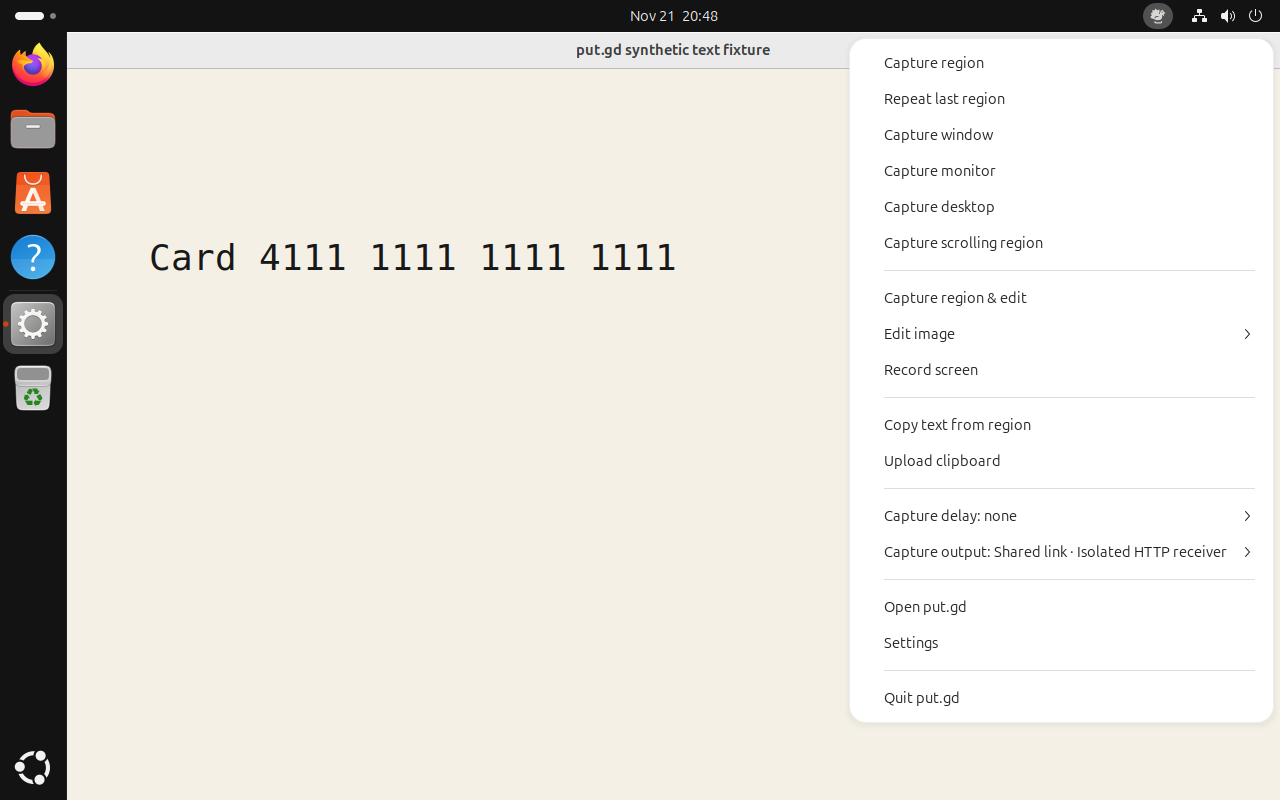 Nov 21 20:48
put.gd synthetic text fixture
Card 4111 1111 1111 1111
Capture region
Repeat last region
Capture window
Capture monitor
Capture desktop
Capture scrolling region
Capture region & edit
Edit image
Record screen
Copy text from region
Upload clipboard
Capture delay: none
Capture output: Shared link · Isolated HTTP receiver
Open put.gd
Settings
Quit put.gd